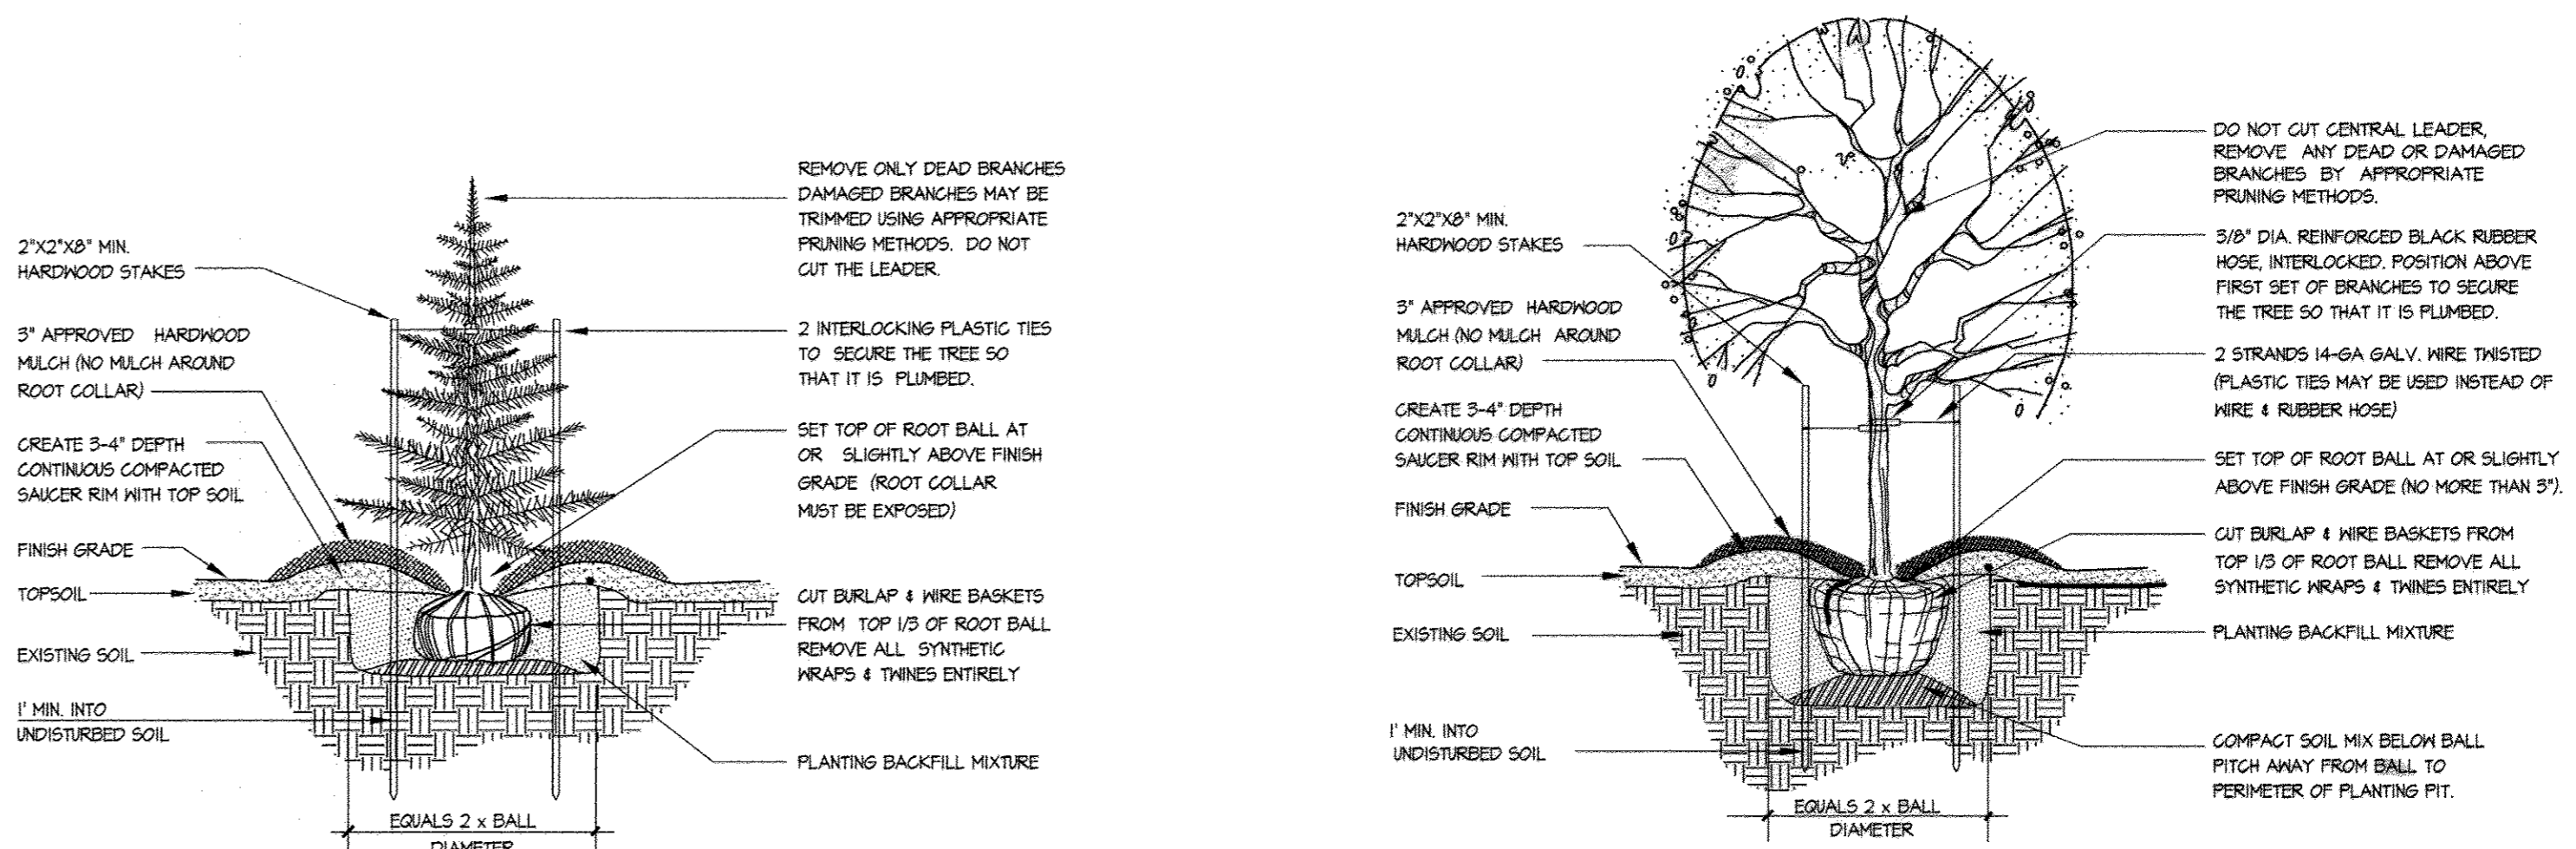 2"X2"X8" MIN.
HARDWOOD STAKES
3" APPROVED HARDWOOD
MULCH (NO MULCH AROUND
ROOT COLLAR)
CREATE 3-4" DEPTH
CONTINUOUS COMPACTED
SAUCER RIM WITH TOP SOIL
FINISH GRADE
TOPSOIL
EXISTING SOIL
1' MIN. INTO
UNDISTURBED SOIL
REMOVE ONLY DEAD BRANCHES
DAMAGED BRANCHES MAY BE
TRIMMED USING APPROPRIATE
PRUNING METHODS. DO NOT
CUT THE LEADER.
2 INTERLOCKING PLASTIC TIES
TO SECURE THE TREE SO
THAT IT IS PLUMBED.
SET TOP OF ROOT BALL AT
OR SLIGHTLY ABOVE FINISH
GRADE (ROOT COLLAR
MUST BE EXPOSED)
CUT BURLAP & WIRE BASKETS
FROM TOP 1/3 OF ROOT BALL
REMOVE ALL SYNTHETIC
WRAPS & TWINES ENTIRELY
PLANTING BACKFILL MIXTURE
EQUALS 2 x BALL
DIAMETER
2"X2"X8" MIN.
HARDWOOD STAKES
3" APPROVED HARDWOOD
MULCH (NO MULCH AROUND
ROOT COLLAR)
CREATE 3-4" DEPTH
CONTINUOUS COMPACTED
SAUCER RIM WITH TOP SOIL
FINISH GRADE
TOPSOIL
EXISTING SOIL
1' MIN. INTO
UNDISTURBED SOIL
DO NOT CUT CENTRAL LEADER,
REMOVE ANY DEAD OR DAMAGED
BRANCHES BY APPROPRIATE
PRUNING METHODS.
3/8" DIA. REINFORCED BLACK RUBBER
HOSE, INTERLOCKED. POSITION ABOVE
FIRST SET OF BRANCHES TO SECURE
THE TREE SO THAT IT IS PLUMBED.
2 STRANDS 14-GA GALV. WIRE TWISTED
(PLASTIC TIES MAY BE USED INSTEAD OF
WIRE & RUBBER HOSE)
SET TOP OF ROOT BALL AT OR SLIGHTLY
ABOVE FINISH GRADE (NO MORE THAN 3").
CUT BURLAP & WIRE BASKETS FROM
TOP 1/3 OF ROOT BALL REMOVE ALL
SYNTHETIC WRAPS & TWINES ENTIRELY
PLANTING BACKFILL MIXTURE
COMPACT SOIL MIX BELOW BALL
PITCH AWAY FROM BALL TO
PERIMETER OF PLANTING PIT.
EQUALS 2 x BALL
DIAMETER